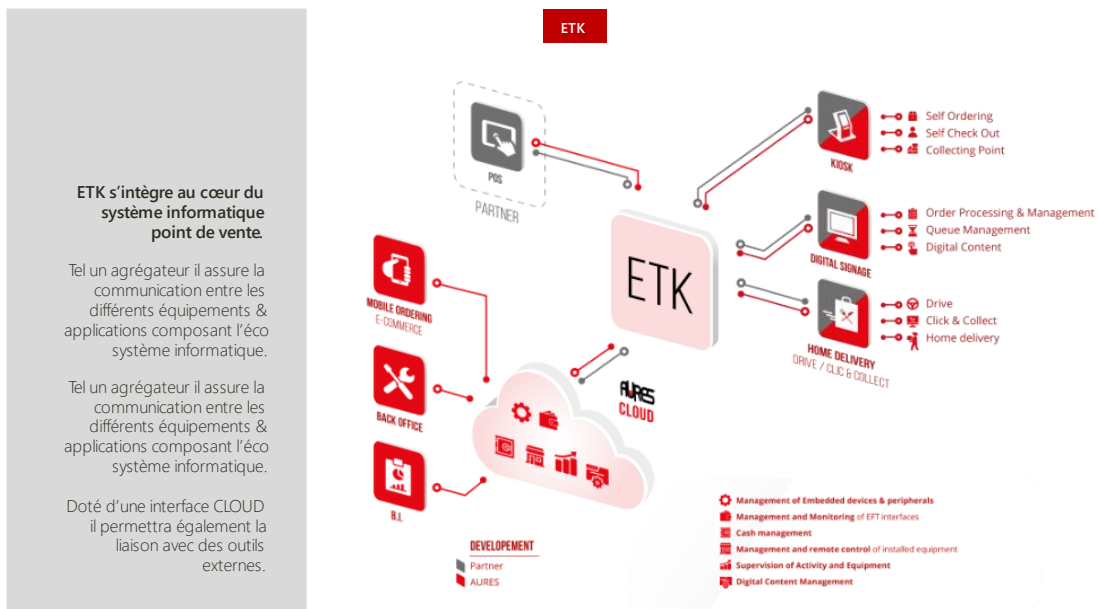 ETK
ETK s’intègre au cœur du
système informatique
point de vente.
Tel un agrégateur il assure la
communication entre les
différents équipements &
applications composant l’éco
système informatique.
Tel un agrégateur il assure la
communication entre les
différents équipements &
applications composant l’éco
système informatique.
Doté d’une interface CLOUD
il permettra également la
liaison avec des outils
externes.
POS
PARTNER
MOBILE ORDERING
E-COMMERCE
BACK OFFICE
B.I.
ETK
AURES
CLOUD
KIOSK
Self Ordering
Self Check Out
Collecting Point
DIGITAL SIGNAGE
Order Processing & Management
Queue Management
Digital Content
HOME DELIVERY
DRIVE / CLIC & COLLECT
Drive
Click & Collect
Home delivery
DEVELOPEMENT
Partner
AURES
Management of Embedded devices & peripherals
Management and Monitoring of EFT interfaces
Cash management
Management and remote control of installed equipment
Supervision of Activity and Equipment
Digital Content Management